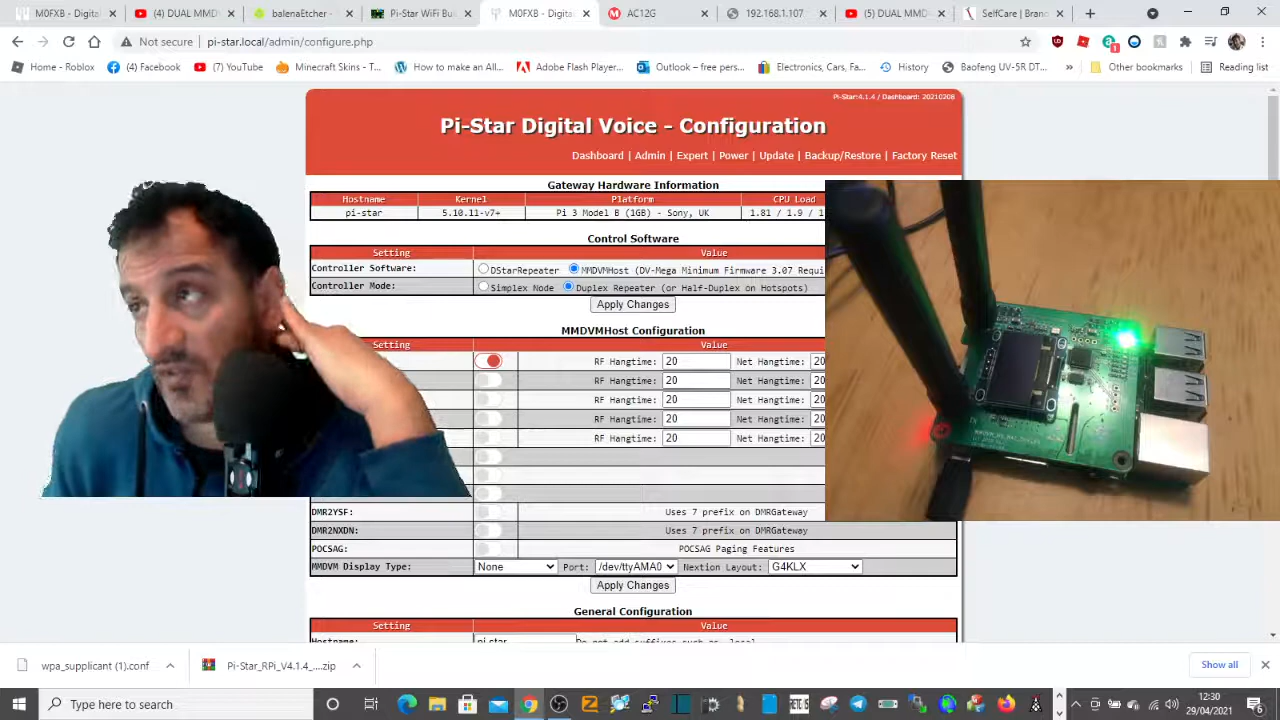 M0FXB - Digital
(4) DUAL MMD
balenaEtcher -
Pi-Star WiFi Bu
M0FXB - Digital
AC12G
192.168.1.107
(5) DUAL MMD
SelfCare | Bran
Not secure pi-star.local/admin/configure.php
Home - Roblox (4) Facebook YouTube Minecraft Skins - T... How to make an All... Adobe Flash Player... Outlook – free pers... Electronics, Cars, Fa... History Baofeng UV-5R DT... » Other bookmarks Reading list
Pi-Star:4.1.4 / Dashboard: 20210208
Pi-Star Digital Voice - Configuration
Dashboard | Admin | Expert | Power | Update | Backup/Restore | Factory Reset
Gateway Hardware Information
Hostname Kernel Platform CPU Load
pi-star 5.10.11-v7+ Pi 3 Model B (1GB) - Sony, UK 1.81 / 1.9 / 1
Control Software
Setting Value
Controller Software: DStarRepeater MMDVMHost (DV-Mega Minimum Firmware 3.07 Requi
Controller Mode: Simplex Node Duplex Repeater (or Half-Duplex on Hotspots)
Apply Changes
MMDVMHost Configuration
Setting Value
RF Hangtime: 20 Net Hangtime: 20
RF Hangtime: 20 Net Hangtime: 20
RF Hangtime: 20 Net Hangtime: 20
RF Hangtime: 20 Net Hangtime: 20
RF Hangtime: 20 Net Hangtime: 20
DMR2YSF: Uses 7 prefix on DMRGateway
DMR2NXDN: Uses 7 prefix on DMRGateway
POCSAG: POCSAG Paging Features
MMDVM Display Type: None Port: /dev/ttyAMA0 Nextion Layout: G4KLX
Apply Changes
General Configuration
Setting Value
Hostname: pi-star Do not add suffixes such as .local
wpa_supplicant (1).conf
Pi-Star_RPi_V4.1.4_....zip
Show all
Type here to search
12:30
29/04/2021